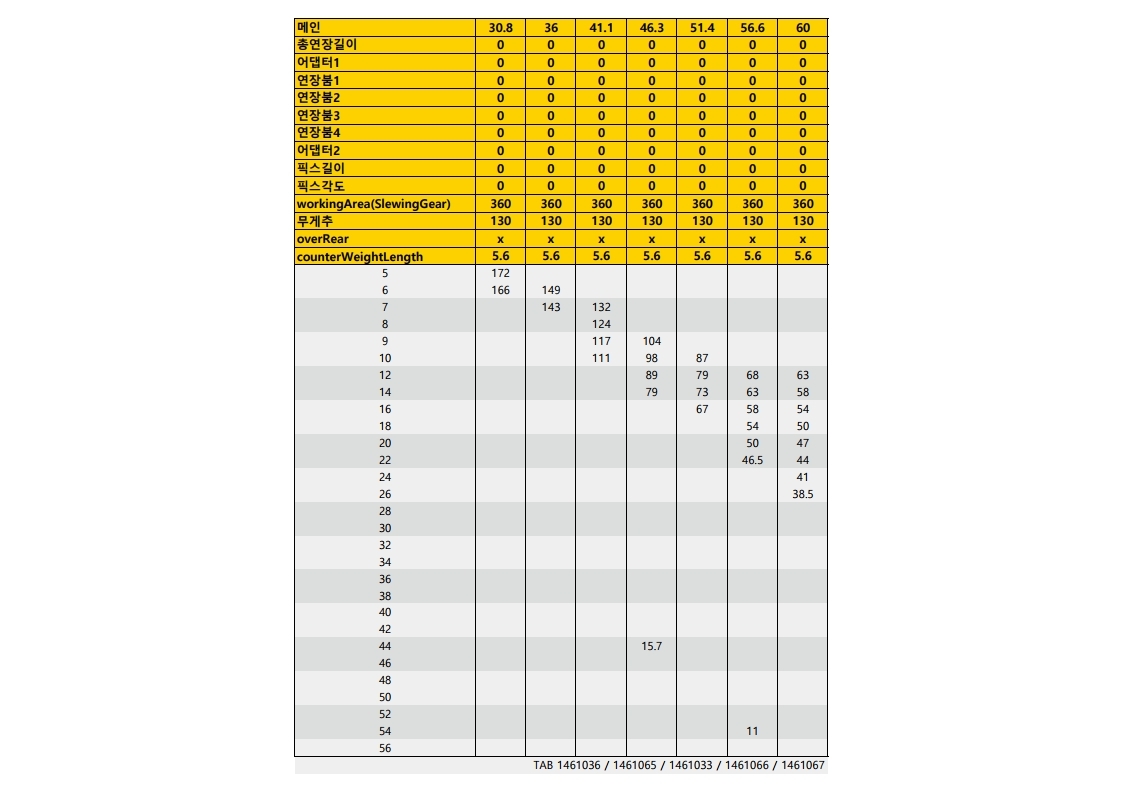 메인 30.8 36 41.1 46.3 51.4 56.6 60
총연장길이 0 0 0 0 0 0 0
어댑터1 0 0 0 0 0 0 0
연장붐1 0 0 0 0 0 0 0
연장붐2 0 0 0 0 0 0 0
연장붐3 0 0 0 0 0 0 0
연장붐4 0 0 0 0 0 0 0
어댑터2 0 0 0 0 0 0 0
픽스길이 0 0 0 0 0 0 0
픽스각도 0 0 0 0 0 0 0
workingArea(SlewingGear) 360 360 360 360 360 360 360
무게추 130 130 130 130 130 130 130
overRear x x x x x x x
counterWeightLength 5.6 5.6 5.6 5.6 5.6 5.6 5.6
5 172
6 166 149
7 143 132
8 124
9 117 104
10 111 98 87
12 89 79 68 63
14 79 73 63 58
16 67 58 54
18 54 50
20 50 47
22 46.5 44
24 41
26 38.5
28
30
32
34
36
38
40
42
44 15.7
46
48
50
52
54 11
56
TAB 1461036 / 1461065 / 1461033 / 1461066 / 1461067